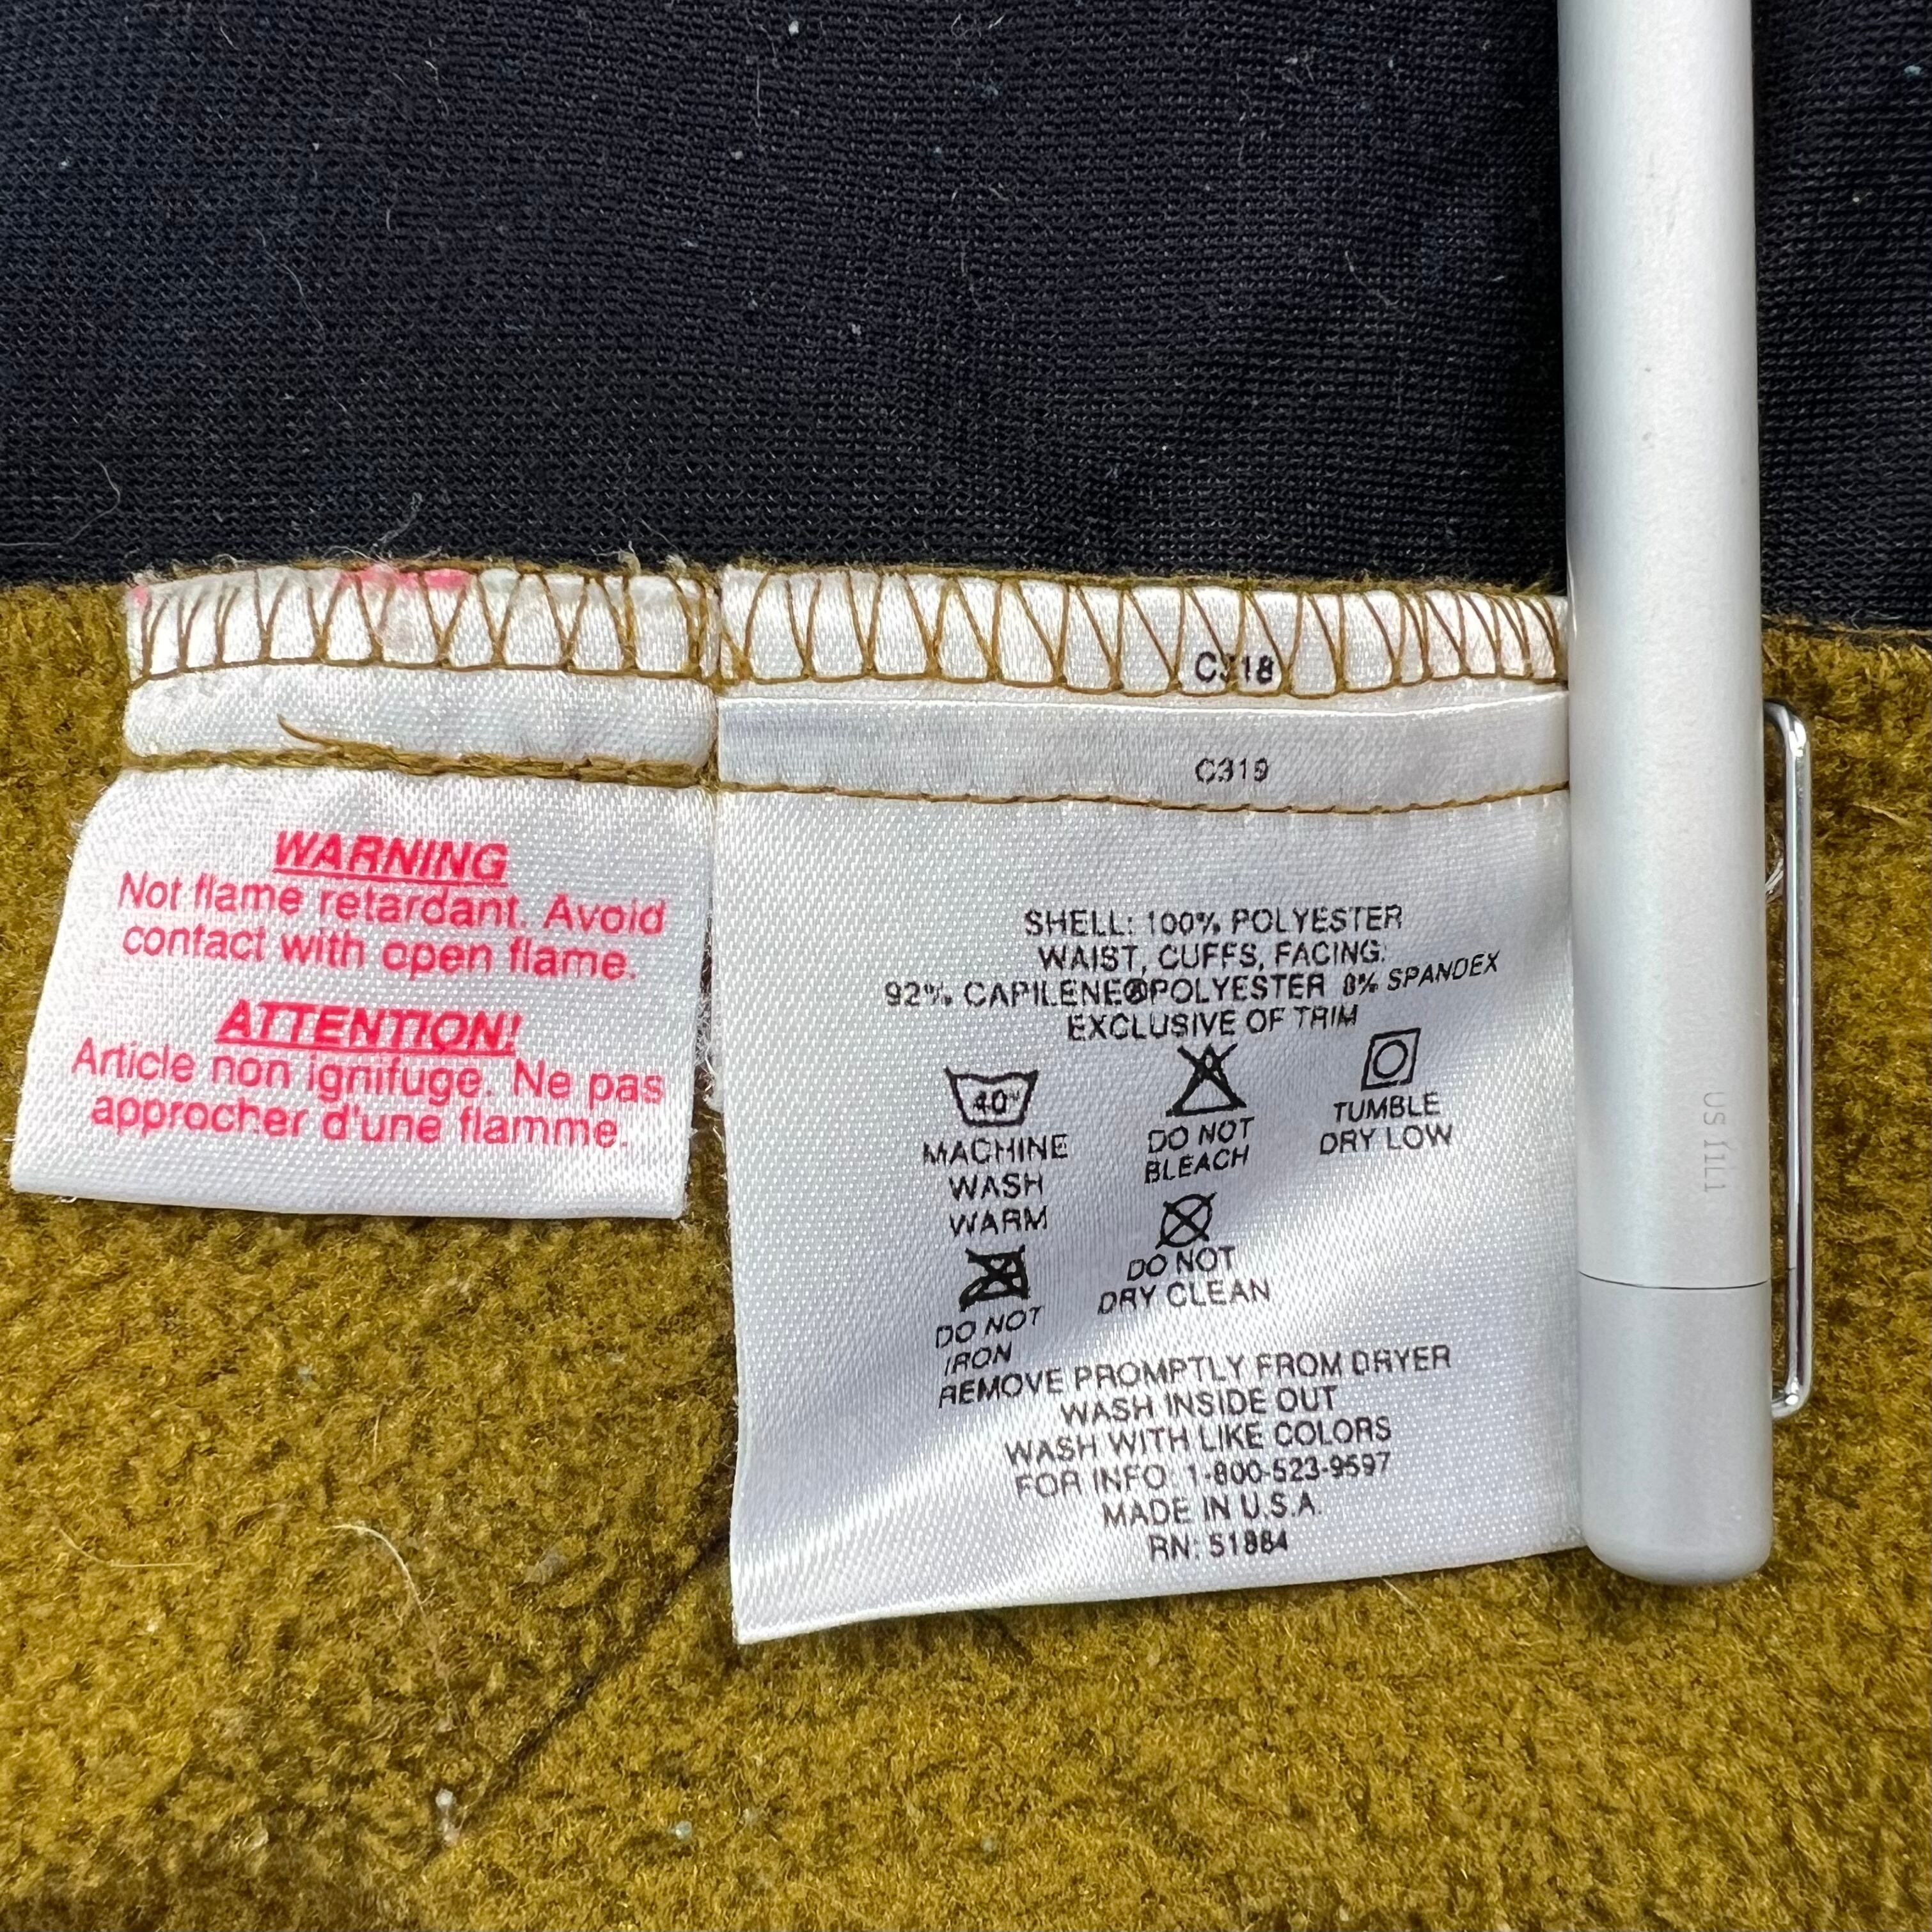 WARNING
Not flame retardant. Avoid
contact with open flame.
ATTENTION!
Article non ignifuge. Ne pas
approcher d'une flamme.
C318
C319
SHELL: 100% POLYESTER
WAIST, CUFFS, FACING:
92% CAPILENE®POLYESTER 8% SPANDEX
EXCLUSIVE OF TRIM
40°
MACHINE
WASH
WARM
DO NOT
BLEACH
TUMBLE
DRY LOW
DO NOT
IRON
DO NOT
DRY CLEAN
REMOVE PROMPTLY FROM DRYER
WASH INSIDE OUT
WASH WITH LIKE COLORS
FOR INFO: 1-800-523-9597
MADE IN U.S.A.
RN: 51884